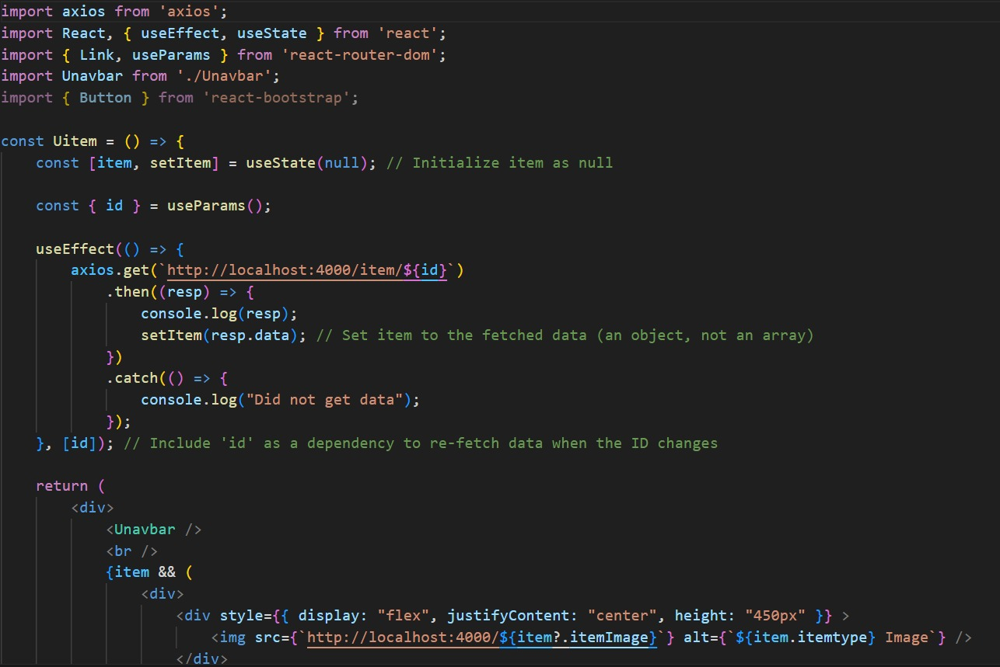 import axios from 'axios';
import React, { useEffect, useState } from 'react';
import { Link, useParams } from 'react-router-dom';
import Unavbar from './Unavbar';
import { Button } from 'react-bootstrap';

const Uitem = () => {
    const [item, setItem] = useState(null); // Initialize item as null

    const { id } = useParams();

    useEffect(() => {
        axios.get(`http://localhost:4000/item/${id}`)
            .then((resp) => {
                console.log(resp);
                setItem(resp.data); // Set item to the fetched data (an object, not an array)
            })
            .catch(() => {
                console.log("Did not get data");
            });
    }, [id]); // Include 'id' as a dependency to re-fetch data when the ID changes

    return (
        <div>
            <Unavbar />
            <br />
            {item && (
                <div>
                    <div style={{ display: "flex", justifyContent: "center", height: "450px" }} >
                        <img src={`http://localhost:4000/${item?.itemImage}`} alt={`${item.itemtype} Image`} />
                    </div>